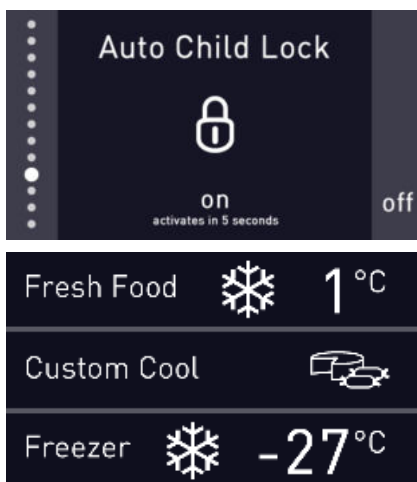 Auto Child Lock
on
off
activates in 5 seconds
Fresh Food 1°C
Custom Cool
Freezer -27°C